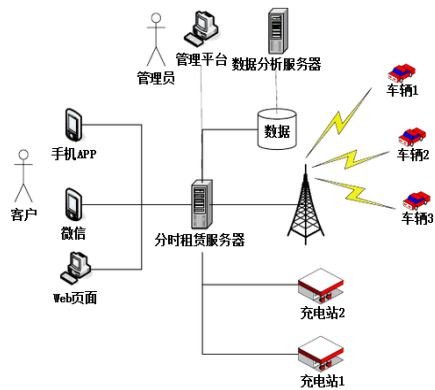 管理员
管理平台
数据分析服务器
车辆1
数据
手机APP
车辆2
客户
微信
分时租赁服务器
车辆3
Web页面
充电站2
充电站1